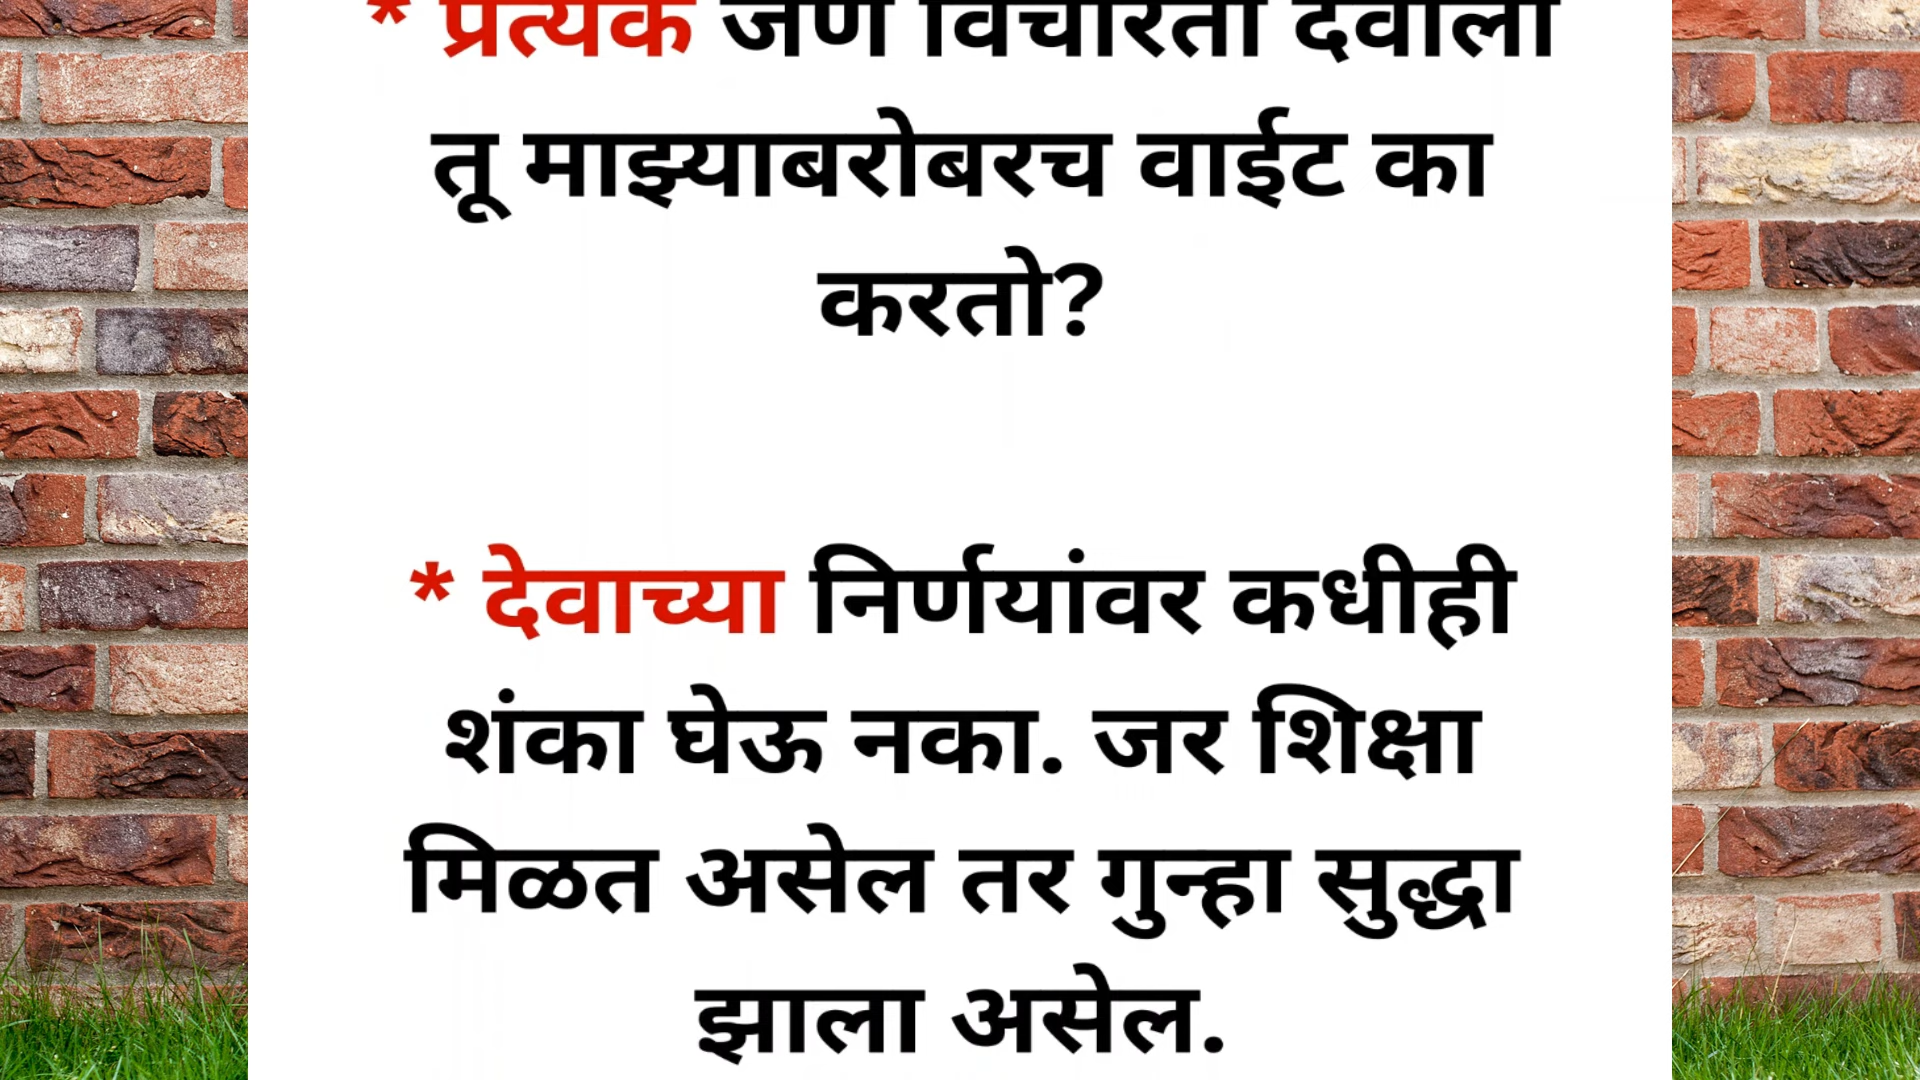 * प्रत्येक जण विचारतो देवाला
तू माझ्याबरोबरच वाईट का
करतो?
* देवाच्या निर्णयांवर कधीही
शंका घेऊ नका. जर शिक्षा
मिळत असेल तर गुन्हा सुद्धा
झाला असेल.